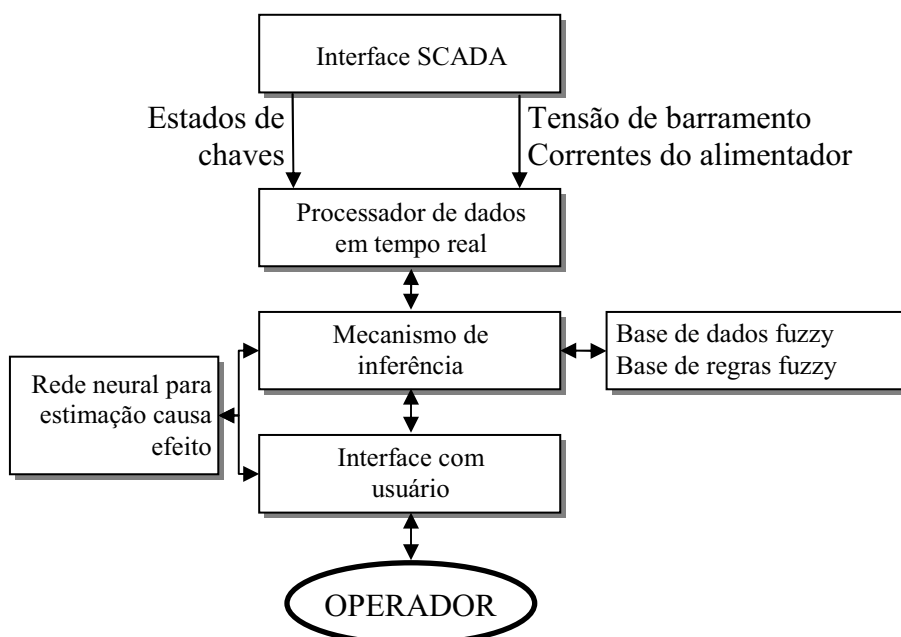 Interface SCADA
Estados de
chaves
Tensão de barramento
Correntes do alimentador
Processador de dados
em tempo real
Mecanismo de
inferência
Base de dados fuzzy
Base de regras fuzzy
Rede neural para
estimação causa
efeito
Interface com
usuário
OPERADOR